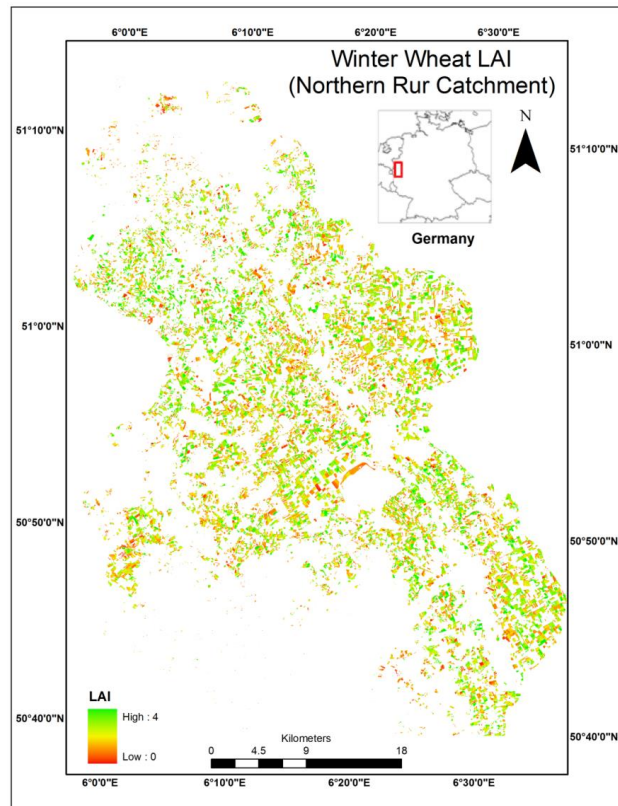 6°0'0"E 6°10'0"E 6°20'0"E 6°30'0"E
Winter Wheat LAI
(Northern Rur Catchment)
N
51°10'0"N
51°10'0"N
Germany
51°0'0"N
51°0'0"N
50°50'0"N
50°50'0"N
LAI
High : 4
Low : 0
Kilometers
0 4.5 9 18
50°40'0"N
50°40'0"N
6°0'0"E 6°10'0"E 6°20'0"E 6°30'0"E